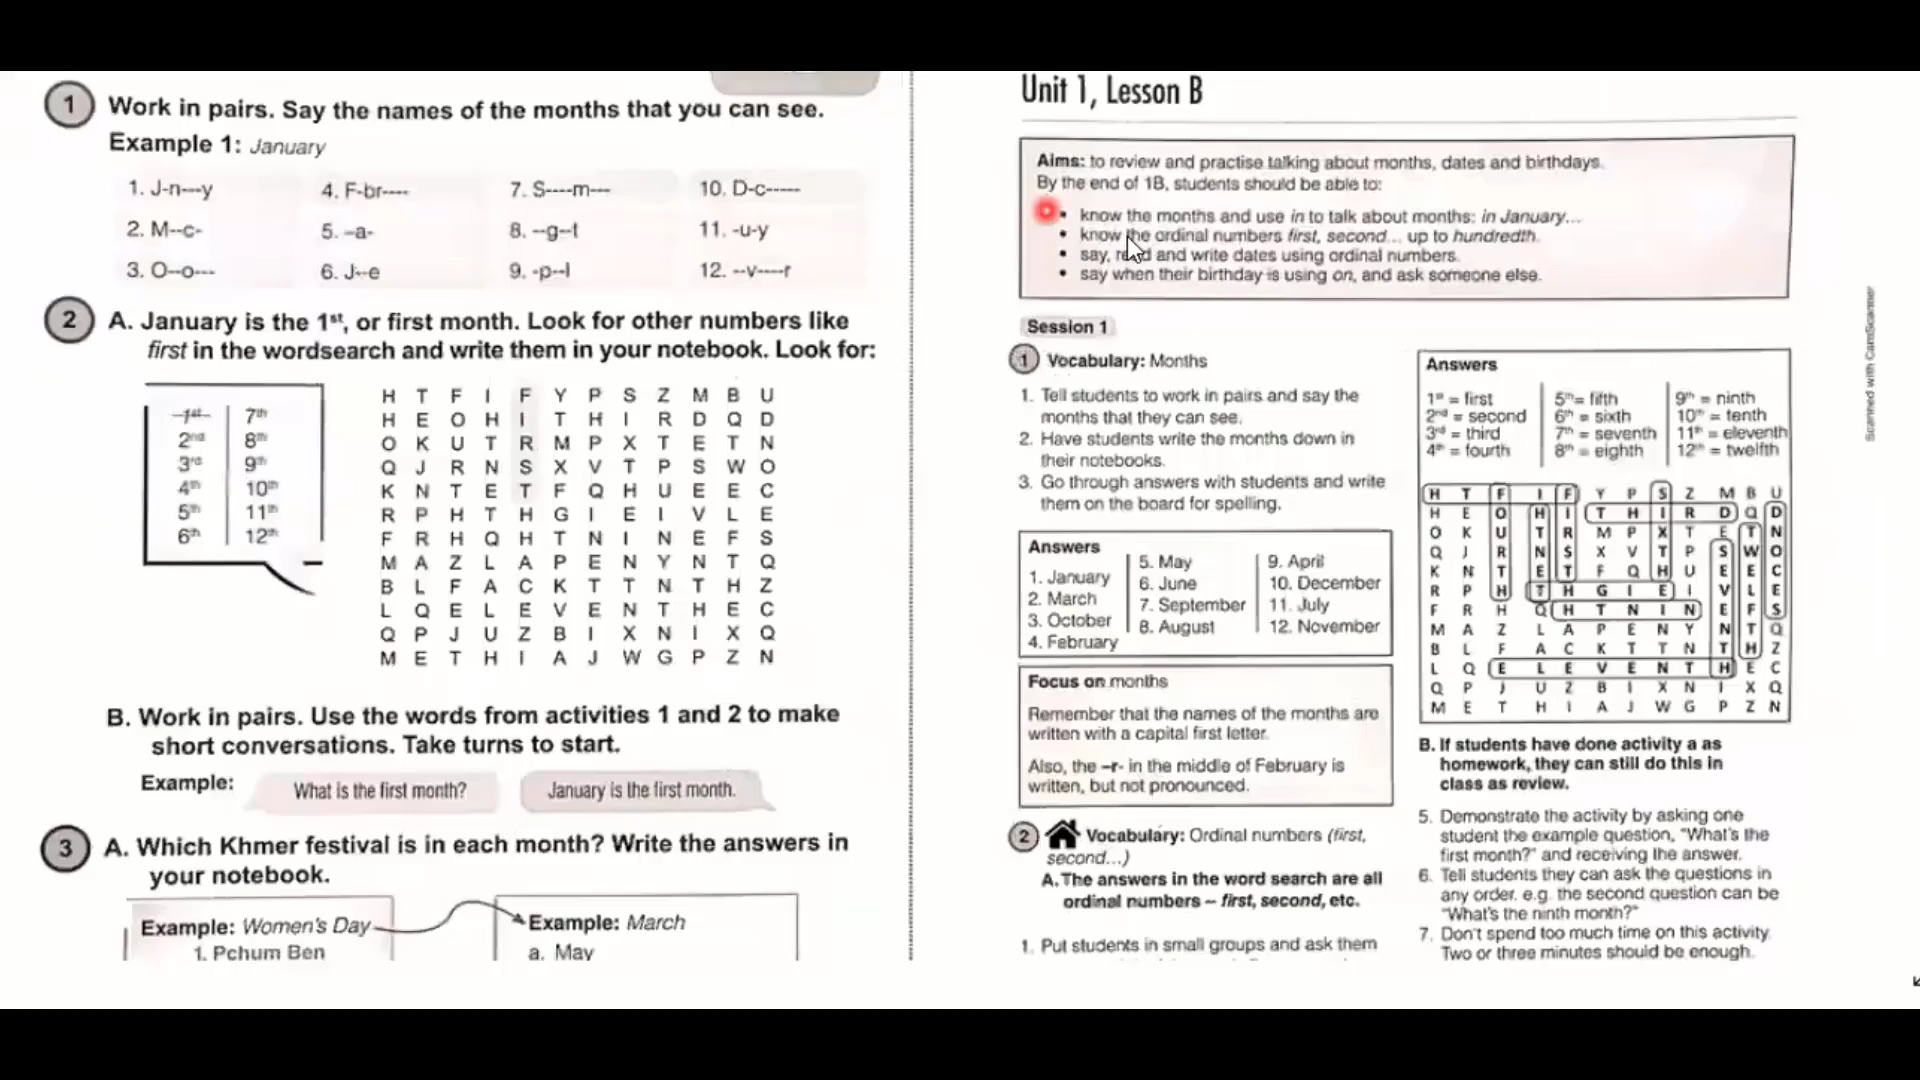 1 Work in pairs. Say the names of the months that you can see.
Example 1: January
1. J-n---y
4. F-br----
7. S----m---
10. D-c-----
2. M--c-
5. --a-
8. --g--t
11. -u-y
3. O--o---
6. J--e
9. -p--l
12. --v----r
2 A. January is the 1st, or first month. Look for other numbers like
first in the wordsearch and write them in your notebook. Look for:
1st 7th
2nd 8th
3rd 9th
4th 10th
5th 11th
6th 12th
H T F I F Y P S Z M B U
H E O H I T H I R D Q D
O K U T R M P X T E T N
Q J R N S X V T P S W O
K N T E T F Q H U E E C
R P H T H G I E I V L E
F R H Q H T N I N E F S
M A Z L A P E N Y N T Q
B L F A C K T T N T H Z
L Q E L E V E N T H E C
Q P J U Z B I X N I X Q
M E T H I A J W G P Z N
B. Work in pairs. Use the words from activities 1 and 2 to make
short conversations. Take turns to start.
Example: What is the first month? January is the first month.
3 A. Which Khmer festival is in each month? Write the answers in
your notebook.
Example: Women's Day
1. Pchum Ben
Example: March
a. May
Unit 1, Lesson B
Aims: to review and practise talking about months, dates and birthdays.
By the end of 1B, students should be able to:
• know the months and use in to talk about months: in January...
• know the ordinal numbers first, second... up to hundredth.
• say, read and write dates using ordinal numbers.
• say when their birthday is using on, and ask someone else.
Session 1
1 Vocabulary: Months
1. Tell students to work in pairs and say the
months that they can see.
2. Have students write the months down in
their notebooks.
3. Go through answers with students and write
them on the board for spelling.
Answers
1. January
2. March
3. October
4. February
5. May
6. June
7. September
8. August
9. April
10. December
11. July
12. November
Focus on months
Remember that the names of the months are
written with a capital first letter.
Also, the –r- in the middle of February is
written, but not pronounced.
2 Vocabulary: Ordinal numbers (first,
second...)
A. The answers in the word search are all
ordinal numbers – first, second, etc.
1. Put students in small groups and ask them
Answers
1st = first
2nd = second
3rd = third
4th = fourth
5th = fifth
6th = sixth
7th = seventh
8th = eighth
9th = ninth
10th = tenth
11th = eleventh
12th = twelfth
H T F I F Y P S Z M B U
H E O H I T H I R D Q D
O K U T R M P X T E T N
Q J R N S X V T P S W O
K N T E T F Q H U E E C
R P H T H G I E I V L E
F R H Q H T N I N E F S
M A Z L A P E N Y N T Q
B L F A C K T T N T H Z
L Q E L E V E N T H E C
Q P J U Z B I X N I X Q
M E T H I A J W G P Z N
B. If students have done activity a as
homework, they can still do this in
class as review.
5. Demonstrate the activity by asking one
student the example question, "What's the
first month?" and receiving the answer.
6. Tell students they can ask the questions in
any order. e.g. the second question can be
"What's the ninth month?"
7. Don't spend too much time on this activity.
Two or three minutes should be enough.
Scanned with CamScanner